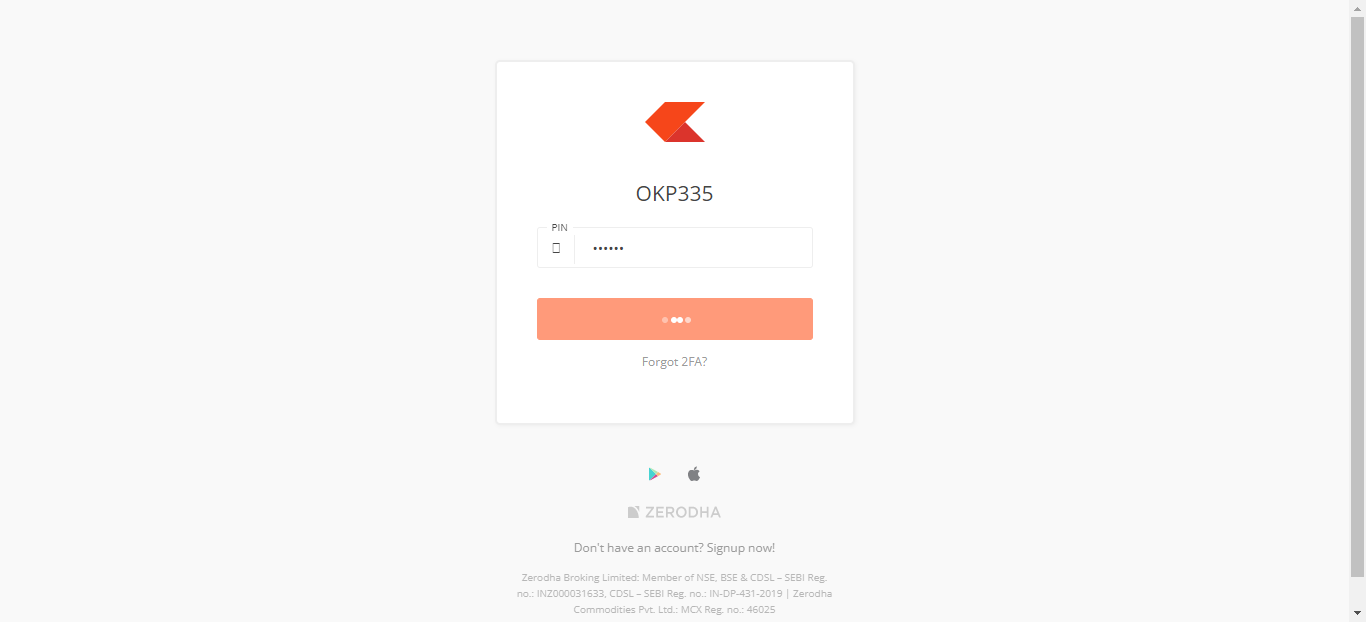 OKP335
PIN
••••••
Forgot 2FA?
ZERODHA
Don't have an account? Signup now!
Zerodha Broking Limited: Member of NSE, BSE & CDSL – SEBI Reg.
no.: INZ000031633, CDSL – SEBI Reg. no.: IN-DP-431-2019 | Zerodha
Commodities Pvt. Ltd.: MCX Reg. no.: 46025